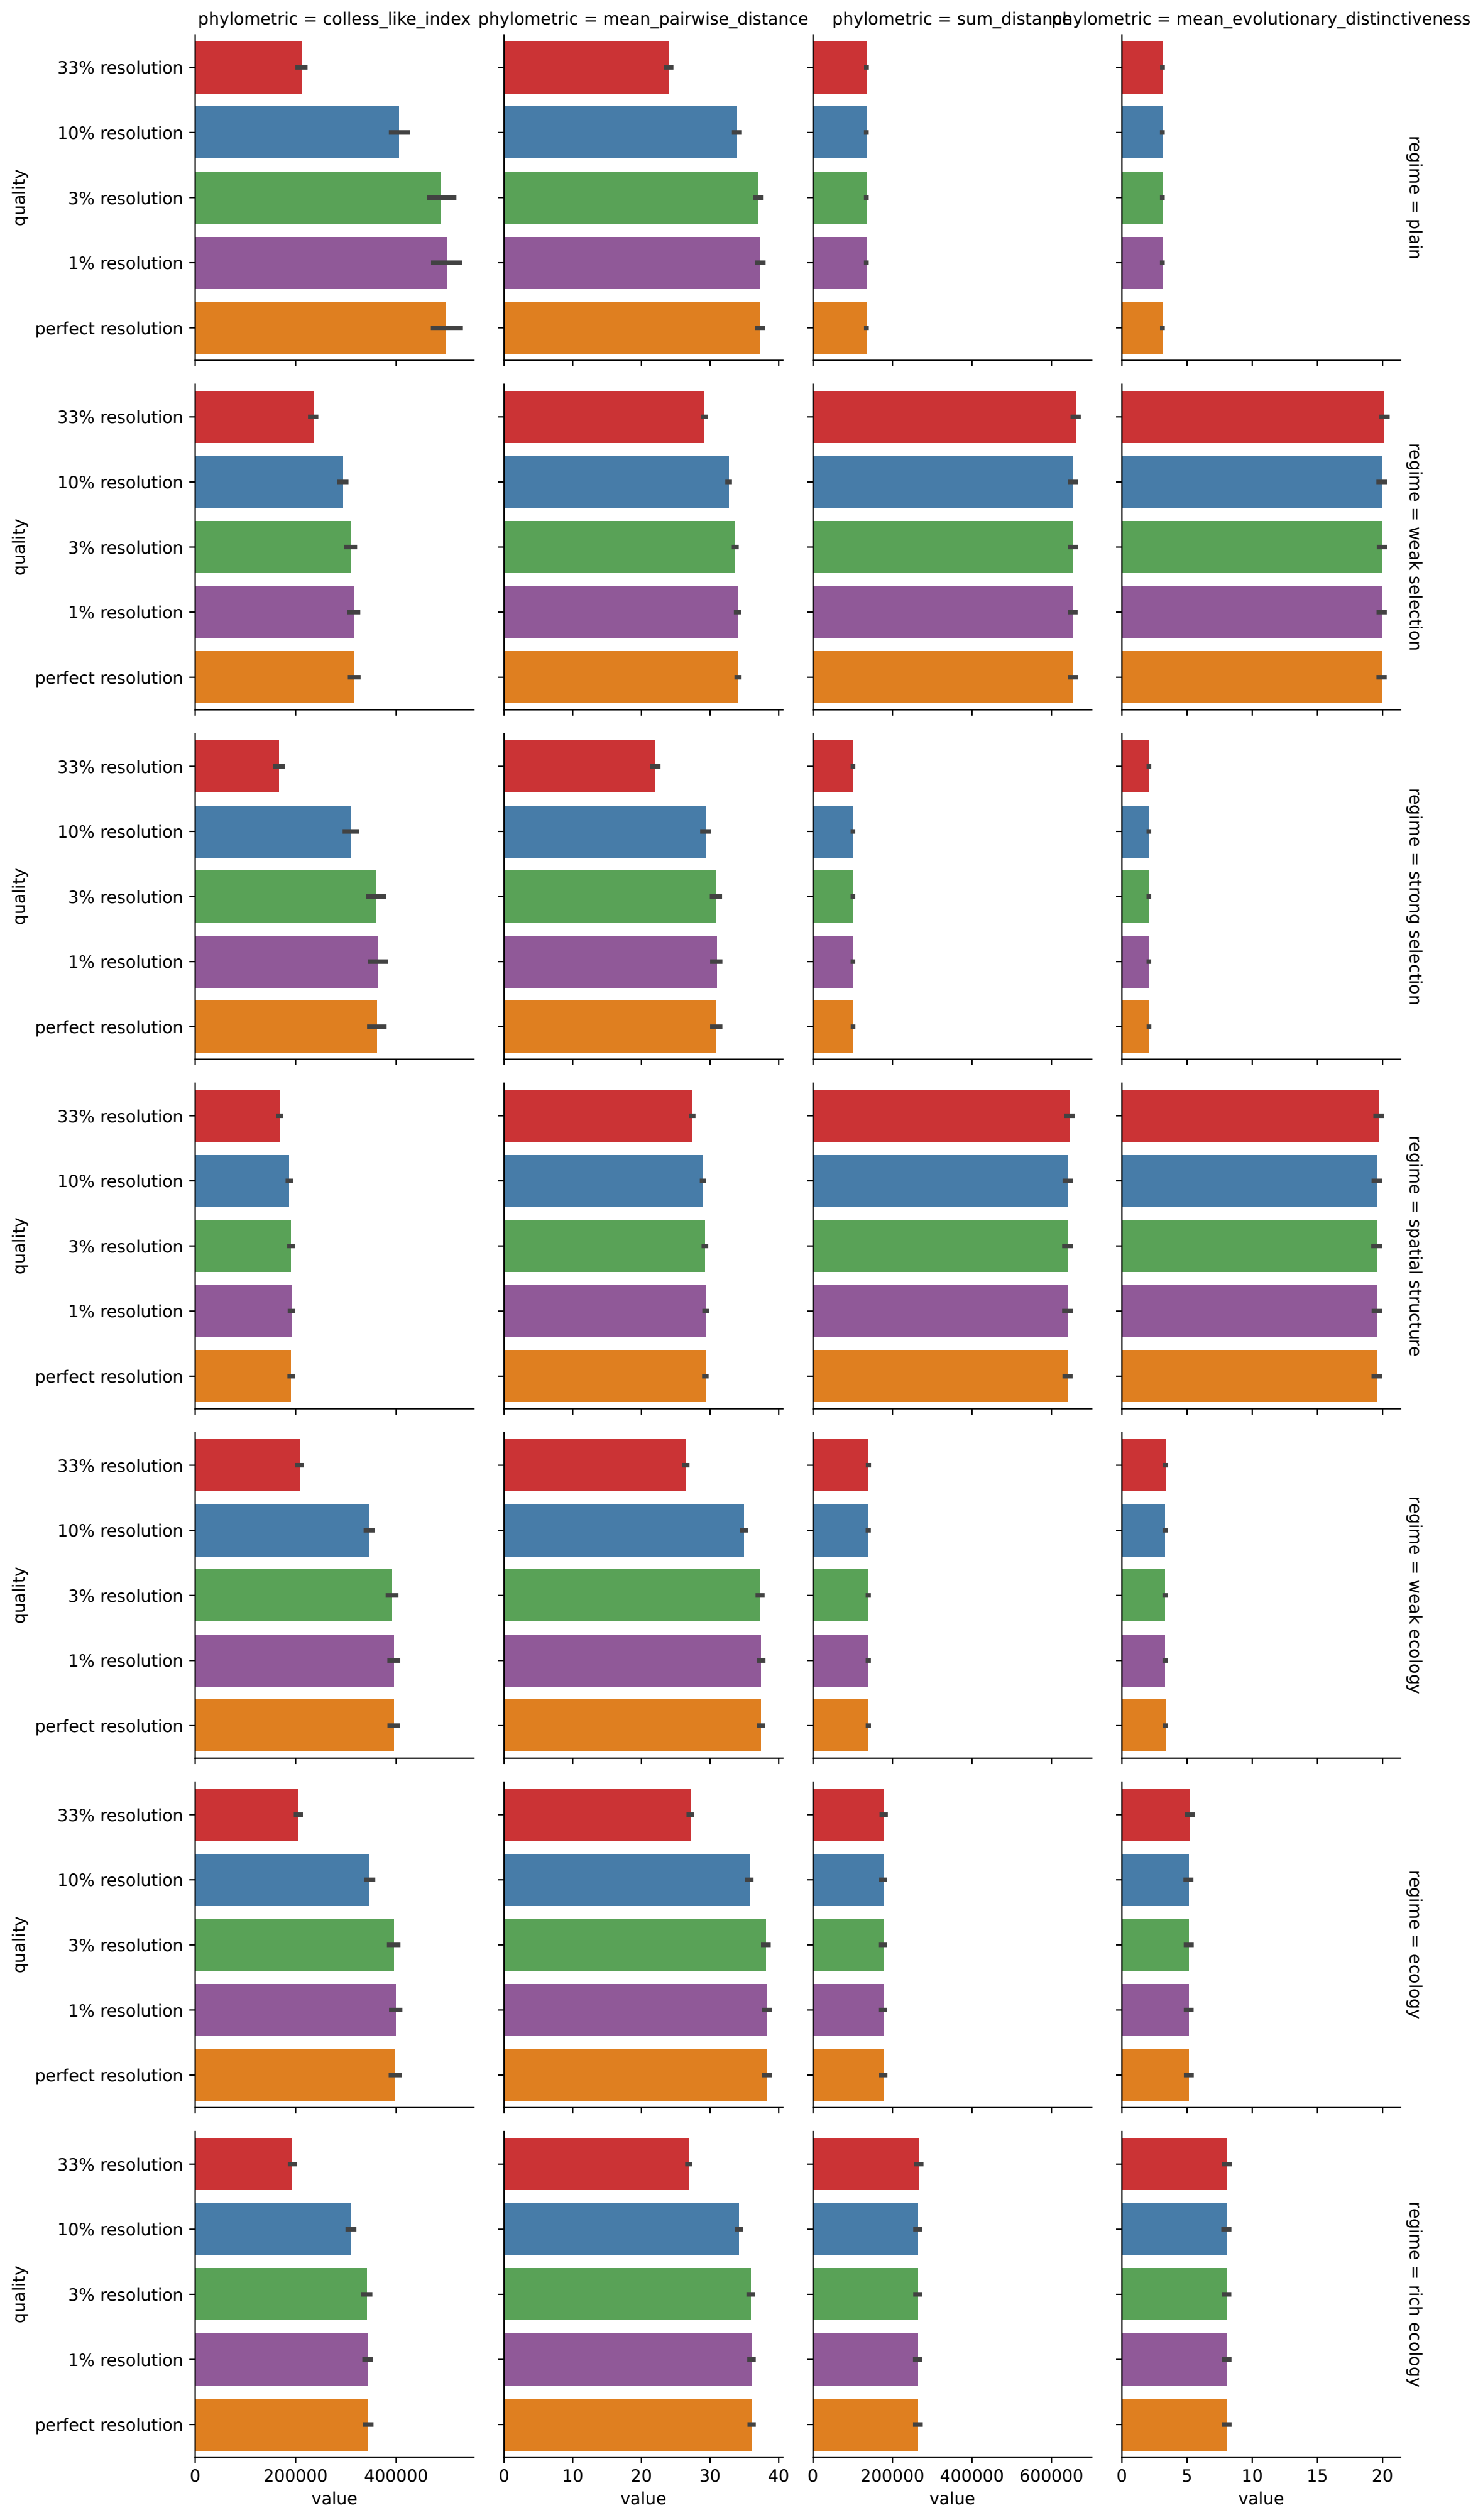 phylometric = colless_like_index
phylometric = mean_pairwise_distance
phylometric = sum_distance
phylometric = mean_evolutionary_distinctiveness
33% resolution
10% resolution
3% resolution
1% resolution
perfect resolution
quality
regime = plain
33% resolution
10% resolution
3% resolution
1% resolution
perfect resolution
quality
regime = weak selection
33% resolution
10% resolution
3% resolution
1% resolution
perfect resolution
quality
regime = strong selection
33% resolution
10% resolution
3% resolution
1% resolution
perfect resolution
quality
regime = spatial structure
33% resolution
10% resolution
3% resolution
1% resolution
perfect resolution
quality
regime = weak ecology
33% resolution
10% resolution
3% resolution
1% resolution
perfect resolution
quality
regime = ecology
33% resolution
10% resolution
3% resolution
1% resolution
perfect resolution
quality
regime = rich ecology
0 200000 400000
value
0 10 20 30 40
value
0 200000 400000 600000
value
0 5 10 15 20
value